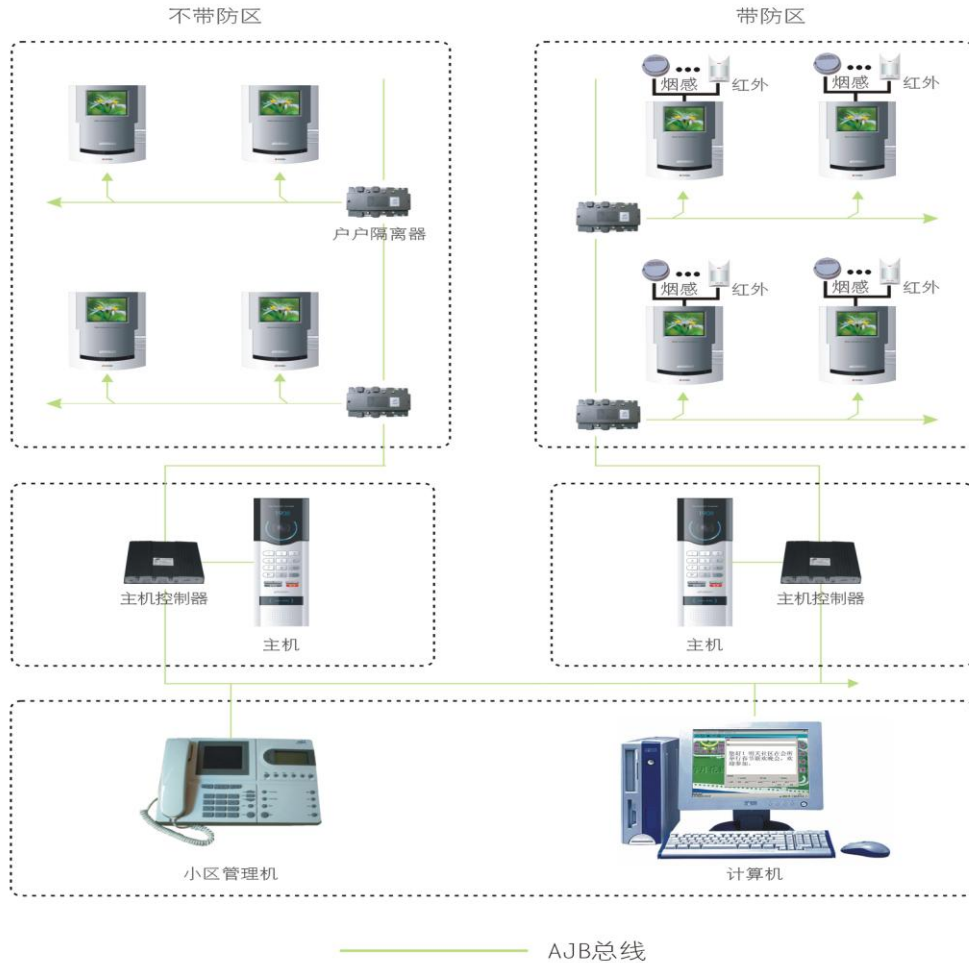 不带防区
带防区
烟感
红外
烟感
红外
户户隔离器
烟感
红外
烟感
红外
主机控制器
主机
主机
主机控制器
小区管理机
计算机
AJB总线